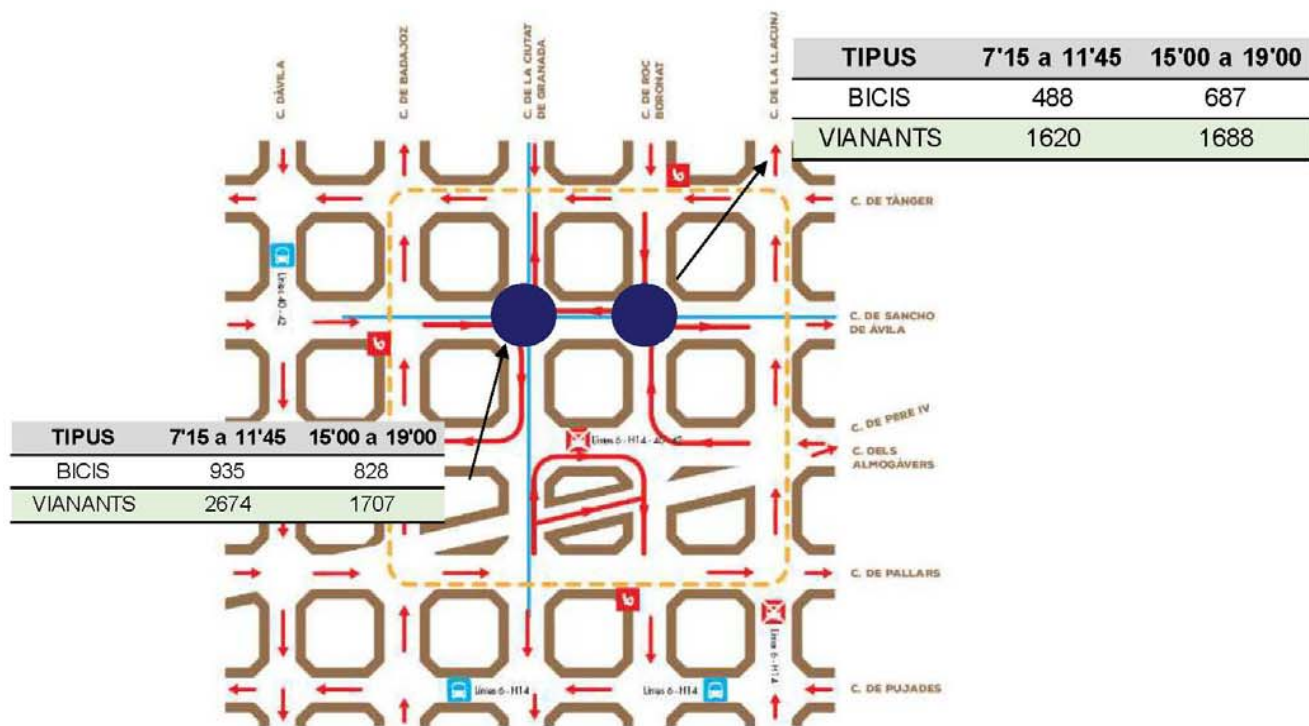 C. DÀVILA
C. DE BADAJOZ
C. DE LA CIUTAT
DE GRANADA
C. DE ROC
BORONAT
C. DE LA LLACUN
TIPUS 7'15 a 11'45 15'00 a 19'00
BICIS 488 687
VIANANTS 1620 1688
C. DE TÀNGER
Línies 40 - 42
C. DE SANCHO
DE ÁVILA
C. DE PERE IV
C. DELS
ALMOGÀVERS
Línies 6 - H14 - 40 - 42
TIPUS 7'15 a 11'45 15'00 a 19'00
BICIS 935 828
VIANANTS 2674 1707
C. DE PALLARS
Línies 6 - H14
Línies 6 - H14
Línies 6 - H14
C. DE PUJADES